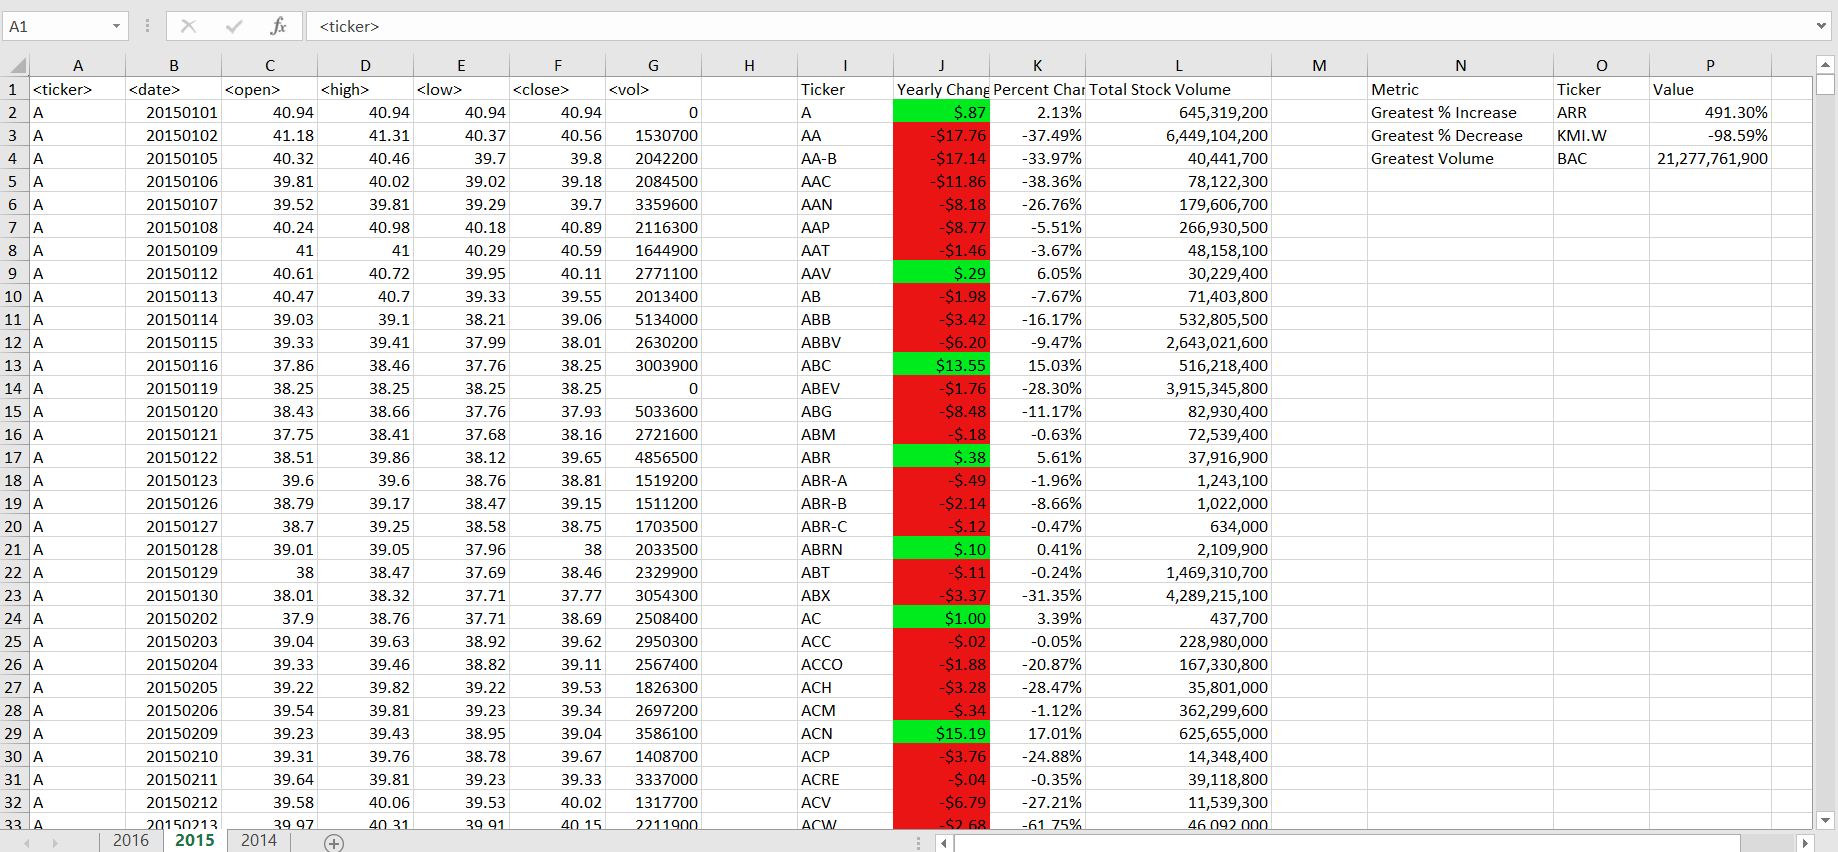 A1 fx <ticker>
A B C D E F G H I J K L M N O P
1 <ticker> <date> <open> <high> <low> <close> <vol> Ticker Yearly Chang Percent Char Total Stock Volume Metric Ticker Value
2 A 20150101 40.94 40.94 40.94 40.94 0 A $.87 2.13% 645,319,200 Greatest % Increase ARR 491.30%
3 A 20150102 41.18 41.31 40.37 40.56 1530700 AA -$17.76 -37.49% 6,449,104,200 Greatest % Decrease KMI.W -98.59%
4 A 20150105 40.32 40.46 39.7 39.8 2042200 AA-B -$17.14 -33.97% 40,441,700 Greatest Volume BAC 21,277,761,900
5 A 20150106 39.81 40.02 39.02 39.18 2084500 AAC -$11.86 -38.36% 78,122,300
6 A 20150107 39.52 39.81 39.29 39.7 3359600 AAN -$8.18 -26.76% 179,606,700
7 A 20150108 40.24 40.98 40.18 40.89 2116300 AAP -$8.77 -5.51% 266,930,500
8 A 20150109 41 41 40.29 40.59 1644900 AAT -$1.46 -3.67% 48,158,100
9 A 20150112 40.61 40.72 39.95 40.11 2771100 AAV $.29 6.05% 30,229,400
10 A 20150113 40.47 40.7 39.33 39.55 2013400 AB -$1.98 -7.67% 71,403,800
11 A 20150114 39.03 39.1 38.21 39.06 5134000 ABB -$3.42 -16.17% 532,805,500
12 A 20150115 39.33 39.41 37.99 38.01 2630200 ABBV -$6.20 -9.47% 2,643,021,600
13 A 20150116 37.86 38.46 37.76 38.25 3003900 ABC $13.55 15.03% 516,218,400
14 A 20150119 38.25 38.25 38.25 38.25 0 ABEV -$1.76 -28.30% 3,915,345,800
15 A 20150120 38.43 38.66 37.76 37.93 5033600 ABG -$8.48 -11.17% 82,930,400
16 A 20150121 37.75 38.41 37.68 38.16 2721600 ABM -$.18 -0.63% 72,539,400
17 A 20150122 38.51 39.86 38.12 39.65 4856500 ABR $.38 5.61% 37,916,900
18 A 20150123 39.6 39.6 38.76 38.81 1519200 ABR-A -$.49 -1.96% 1,243,100
19 A 20150126 38.79 39.17 38.47 39.15 1511200 ABR-B -$2.14 -8.66% 1,022,000
20 A 20150127 38.7 39.25 38.58 38.75 1703500 ABR-C -$.12 -0.47% 634,000
21 A 20150128 39.01 39.05 37.96 38 2033500 ABRN $.10 0.41% 2,109,900
22 A 20150129 38 38.47 37.69 38.46 2329900 ABT -$.11 -0.24% 1,469,310,700
23 A 20150130 38.01 38.32 37.71 37.77 3054300 ABX -$3.37 -31.35% 4,289,215,100
24 A 20150202 37.9 38.76 37.71 38.69 2508400 AC $1.00 3.39% 437,700
25 A 20150203 39.04 39.63 38.92 39.62 2950300 ACC -$.02 -0.05% 228,980,000
26 A 20150204 39.33 39.46 38.82 39.11 2567400 ACCO -$1.88 -20.87% 167,330,800
27 A 20150205 39.22 39.82 39.22 39.53 1826300 ACH -$3.28 -28.47% 35,801,000
28 A 20150206 39.54 39.81 39.23 39.34 2697200 ACM -$.34 -1.12% 362,299,600
29 A 20150209 39.23 39.43 38.95 39.04 3586100 ACN $15.19 17.01% 625,655,000
30 A 20150210 39.31 39.76 38.78 39.67 1408700 ACP -$3.76 -24.88% 14,348,400
31 A 20150211 39.64 39.81 39.23 39.33 3337000 ACRE -$.04 -0.35% 39,118,800
32 A 20150212 39.58 40.06 39.53 40.02 1317700 ACV -$6.79 -27.21% 11,539,300
33 A 20150213 39.97 40.31 39.91 40.15 2211900 ACW -$2.68 -61.75% 46,092,000
2016 2015 2014